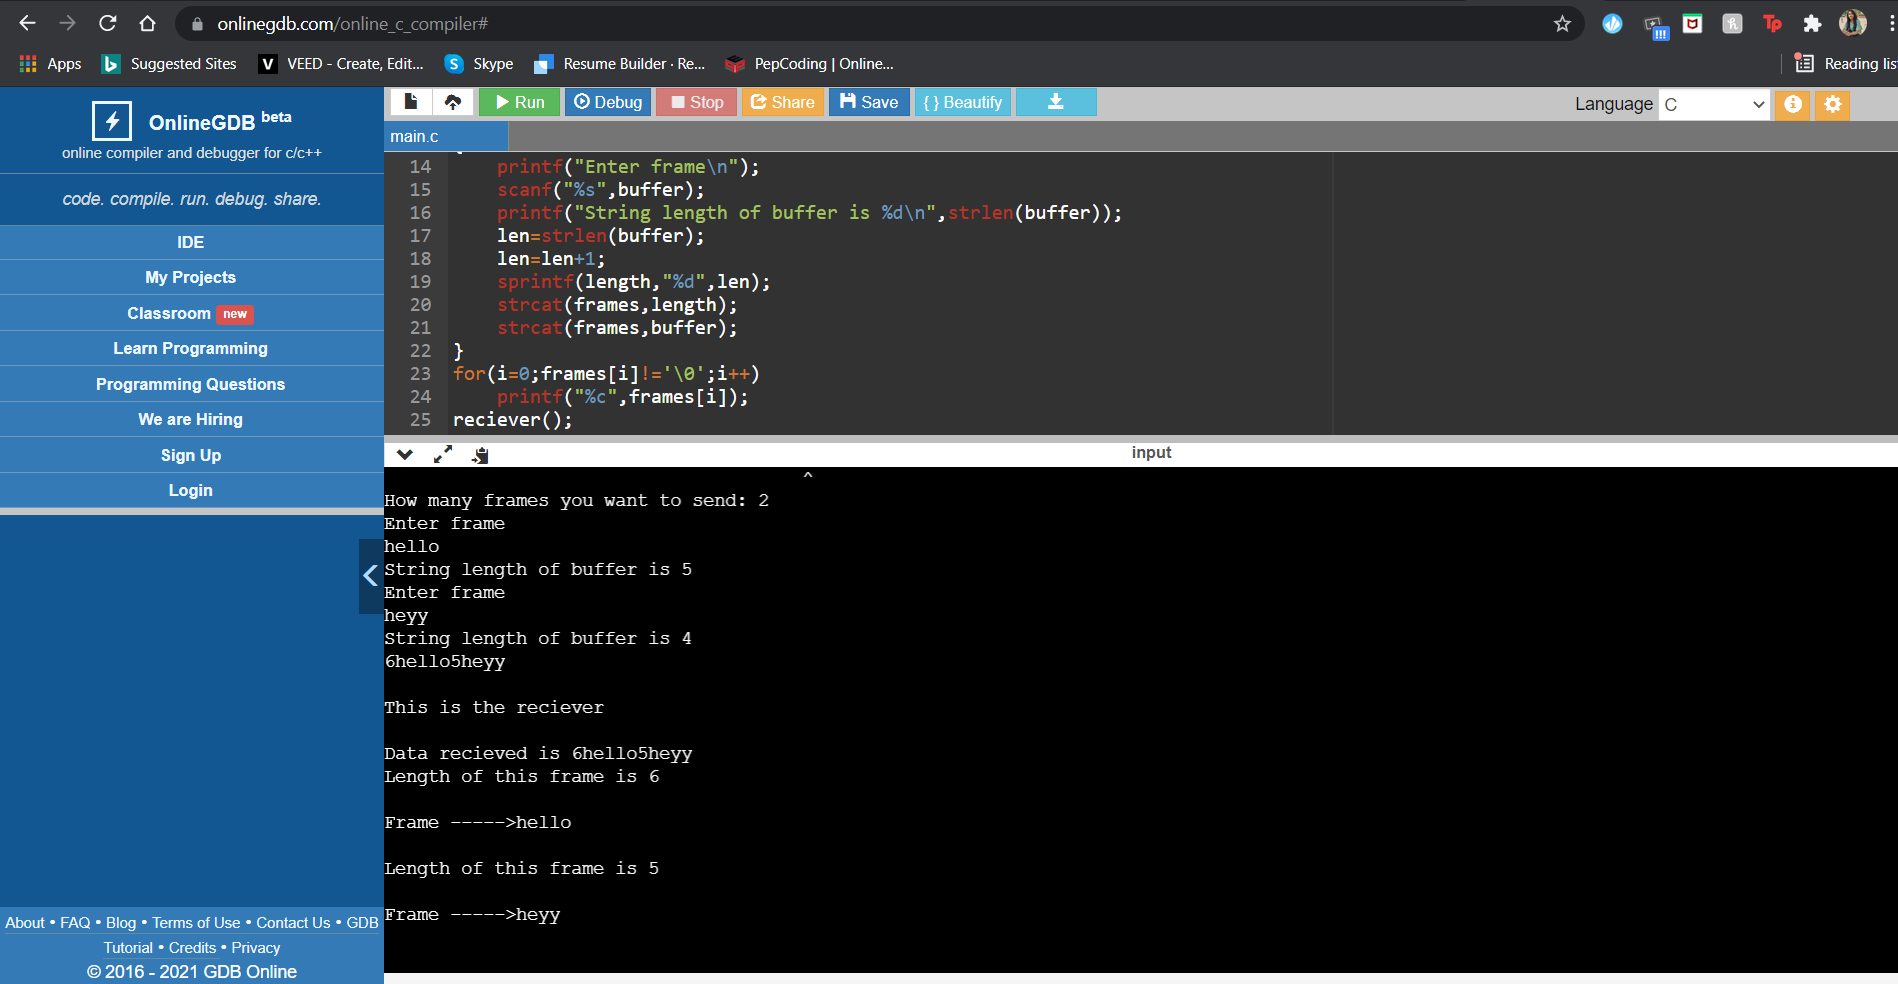 onlinegdb.com/online_c_compiler#
Apps Suggested Sites VEED - Create, Edit... Skype Resume Builder · Re... PepCoding | Online... Reading lis
OnlineGDB beta
online compiler and debugger for c/c++
code. compile. run. debug. share.
IDE
My Projects
Classroom new
Learn Programming
Programming Questions
We are Hiring
Sign Up
Login
About • FAQ • Blog • Terms of Use • Contact Us • GDB
Tutorial • Credits • Privacy
© 2016 - 2021 GDB Online
Run Debug Stop Share Save { } Beautify
Language C
main.c
14     printf("Enter frame\n");
15     scanf("%s",buffer);
16     printf("String length of buffer is %d\n",strlen(buffer));
17     len=strlen(buffer);
18     len=len+1;
19     sprintf(length,"%d",len);
20     strcat(frames,length);
21     strcat(frames,buffer);
22 }
23 for(i=0;frames[i]!='\0';i++)
24     printf("%c",frames[i]);
25 reciever();
input
^
How many frames you want to send: 2
Enter frame
hello
String length of buffer is 5
Enter frame
heyy
String length of buffer is 4
6hello5heyy
This is the reciever
Data recieved is 6hello5heyy
Length of this frame is 6
Frame ----->hello
Length of this frame is 5
Frame ----->heyy